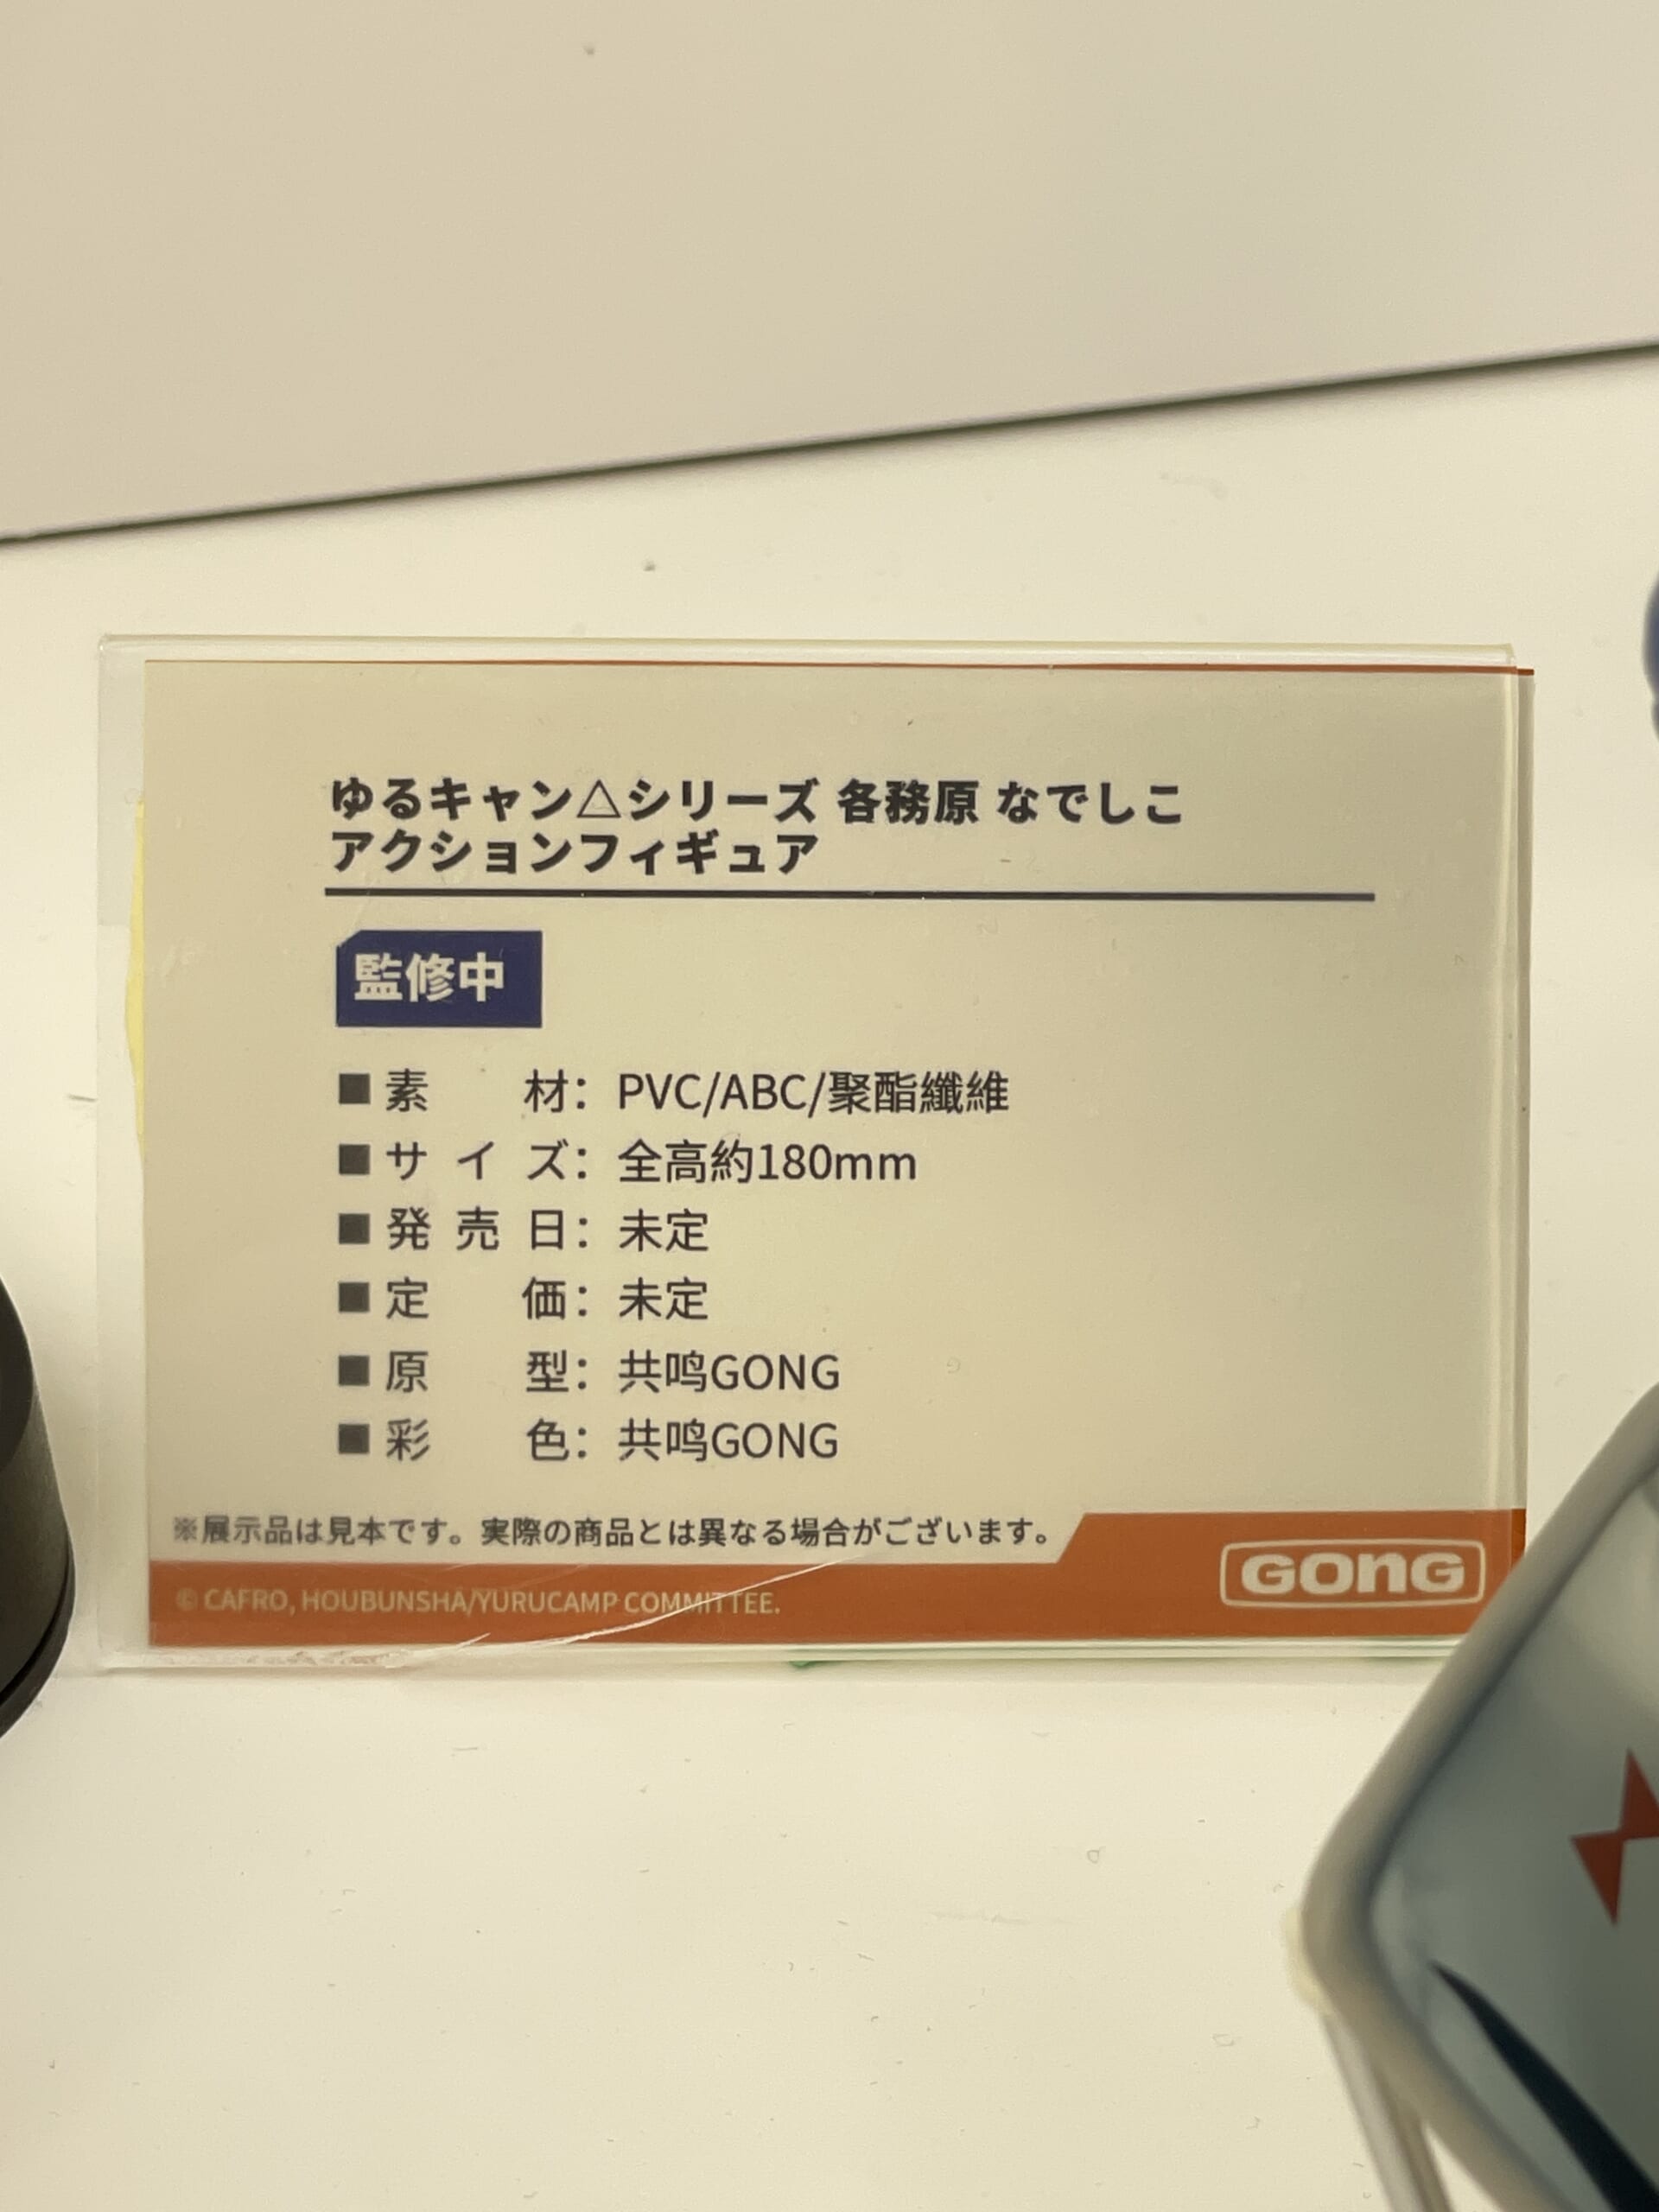 ゆるキャン△シリーズ 各務原 なでしこ
アクションフィギュア
監修中
■素材：PVC/ABC/聚酯纖維
■サイズ：全高約180mm
■発売日：未定
■定価：未定
■原型：共鸣GONG
■彩色：共鸣GONG
※展示品は見本です。実際の商品とは異なる場合がございます。
© CAFRO, HOUBUNSHA/YURUCAMP COMMITTEE.
GONG